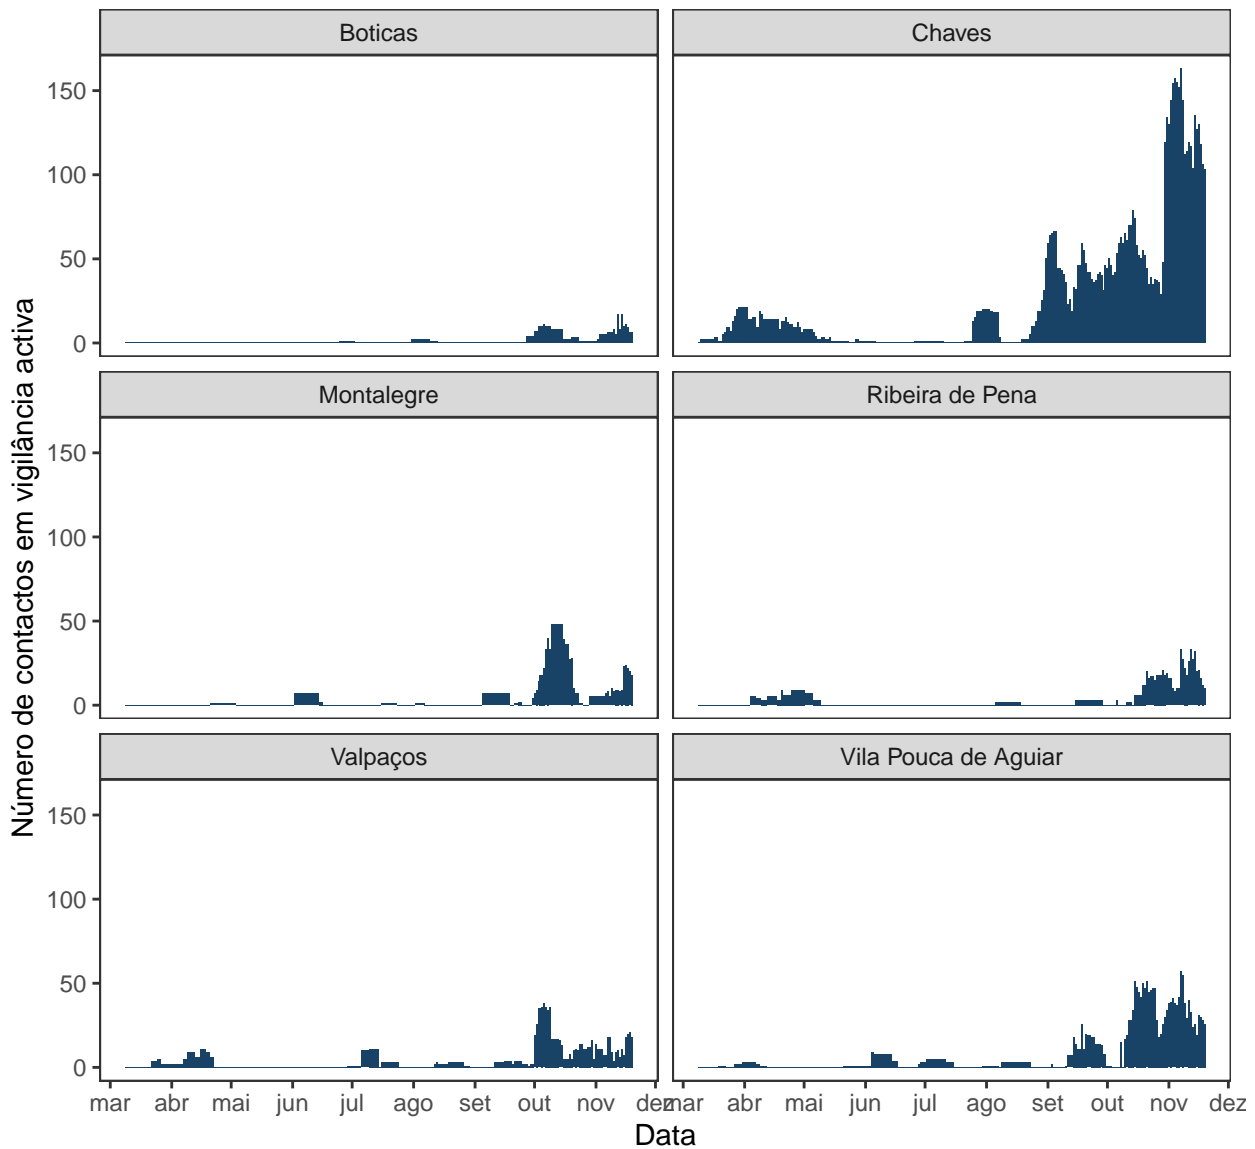 Boticas
Chaves
150
100
50
0
Montalegre
Ribeira de Pena
150
100
50
0
Valpaços
Vila Pouca de Aguiar
150
100
50
0
mar abr mai jun jul ago set out nov dez
mar abr mai jun jul ago set out nov dez
Data
Número de contactos em vigilância activa